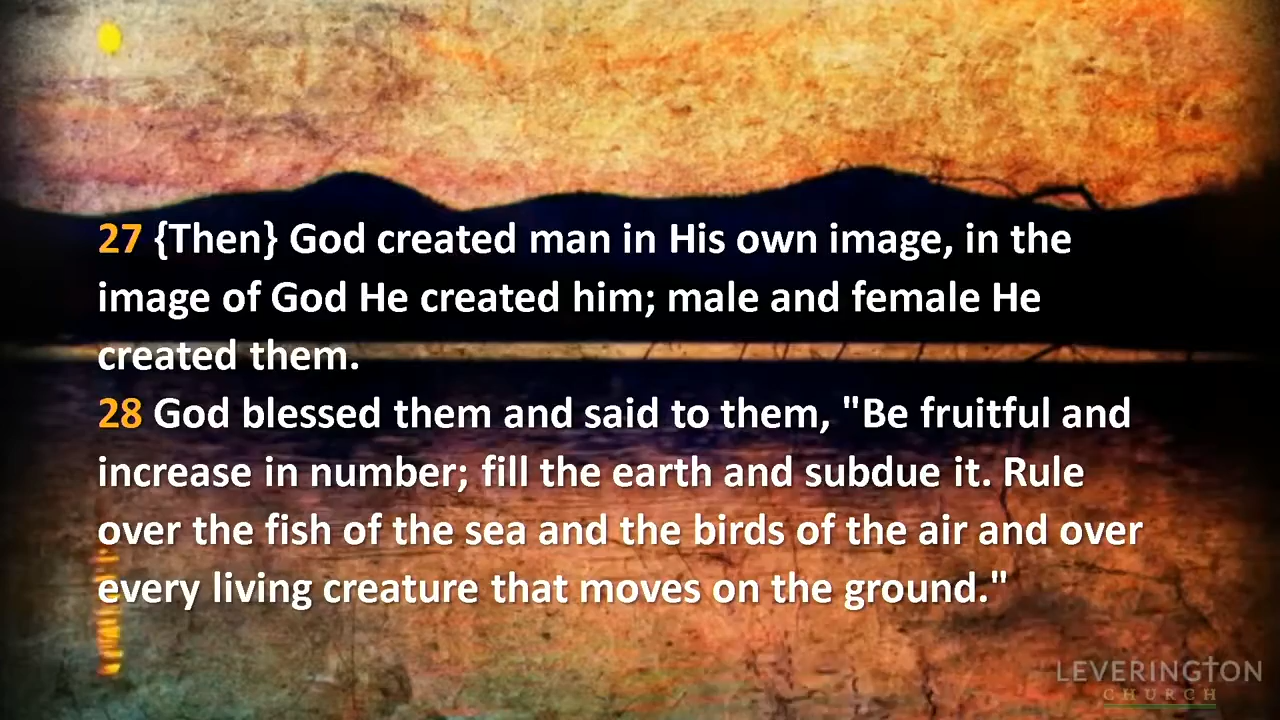 27 {Then} God created man in His own image, in the
image of God He created him; male and female He
created them.
28 God blessed them and said to them, "Be fruitful and
increase in number; fill the earth and subdue it. Rule
over the fish of the sea and the birds of the air and over
every living creature that moves on the ground."
LEVERINGTON
CHURCH